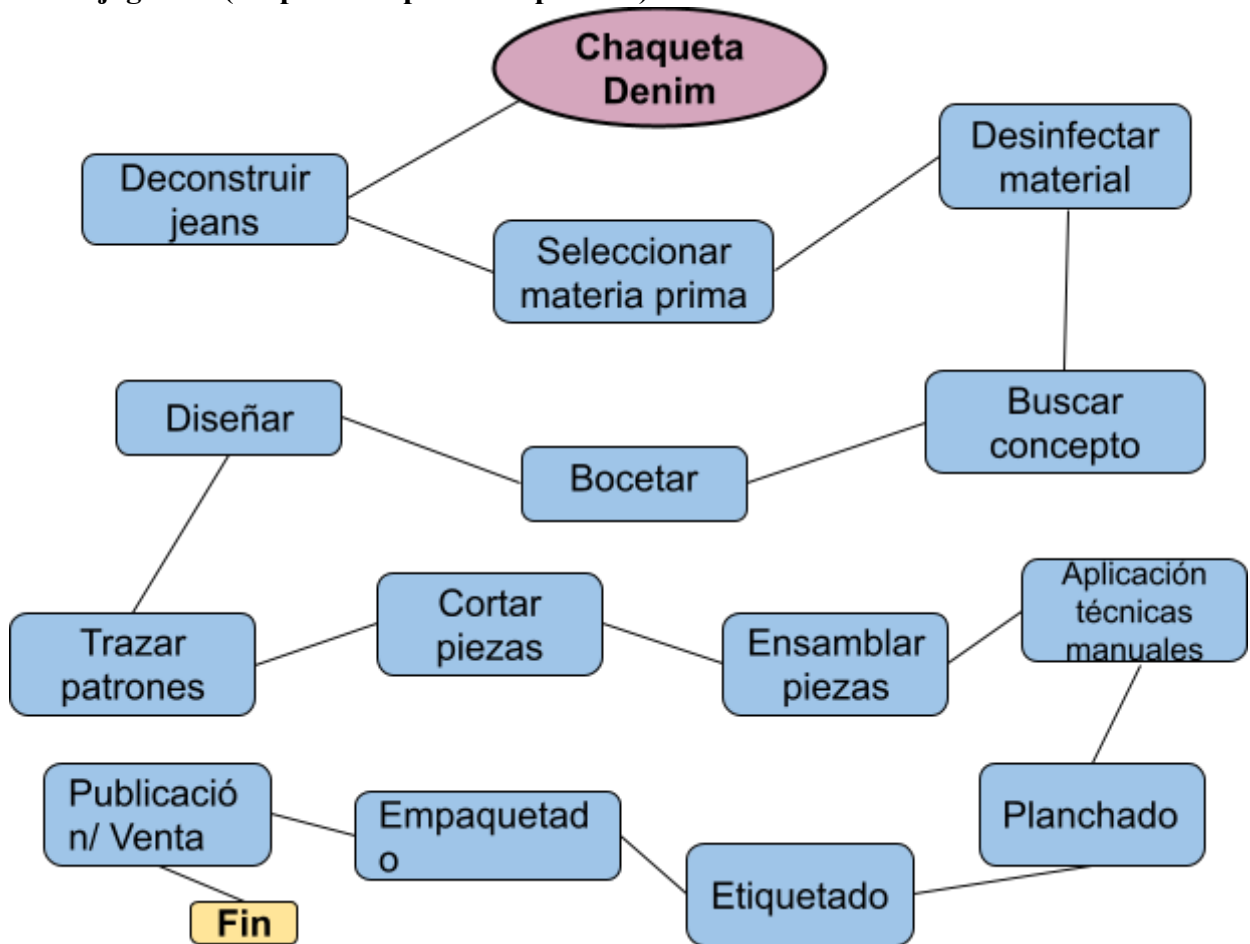 Chaqueta
Denim
Deconstruir
jeans
Seleccionar
materia prima
Desinfectar
material
Buscar
concepto
Bocetar
Diseñar
Trazar
patrones
Cortar
piezas
Ensamblar
piezas
Aplicación
técnicas
manuales
Planchado
Etiquetado
Empaquetad
o
Publicació
n/ Venta
Fin